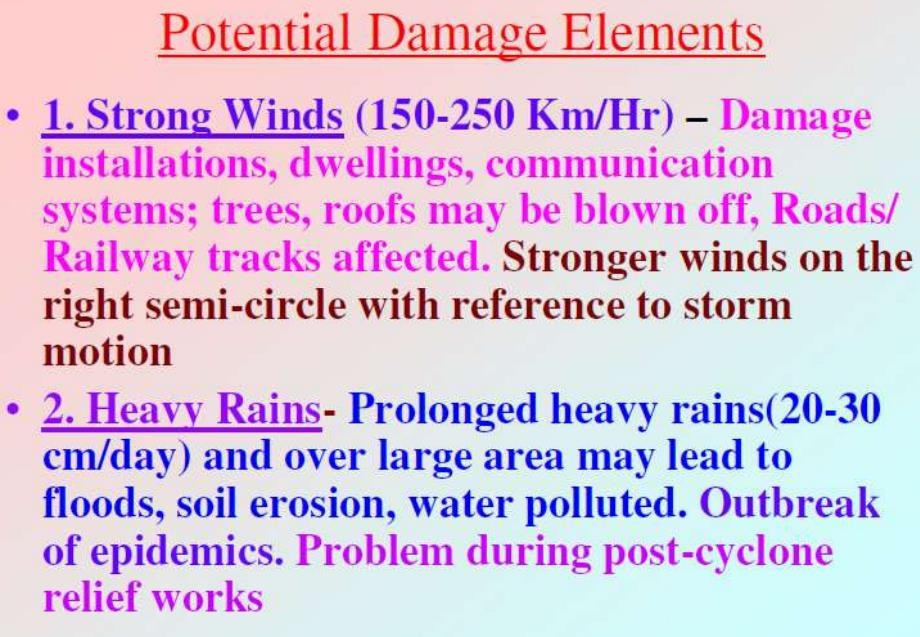 Potential Damage Elements
• 1. Strong Winds (150-250 Km/Hr) – Damage
installations, dwellings, communication
systems; trees, roofs may be blown off, Roads/
Railway tracks affected. Stronger winds on the
right semi-circle with reference to storm
motion
• 2. Heavy Rains- Prolonged heavy rains(20-30
cm/day) and over large area may lead to
floods, soil erosion, water polluted. Outbreak
of epidemics. Problem during post-cyclone
relief works